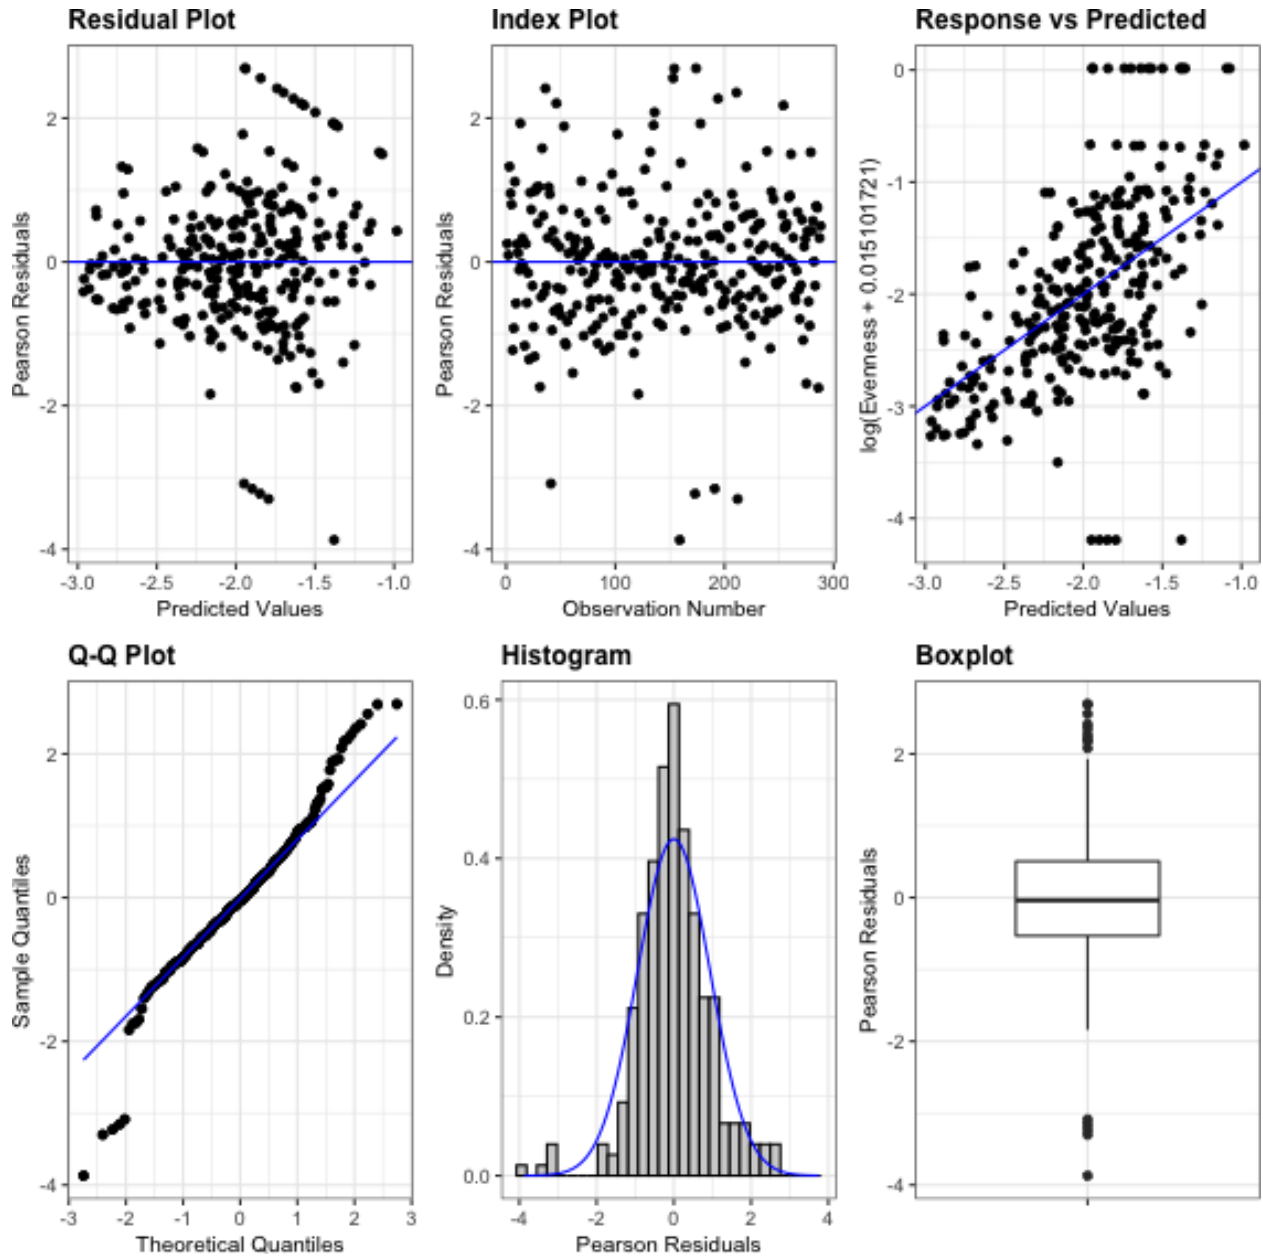 Residual Plot
Index Plot
Response vs Predicted
Pearson Residuals
2
0
-2
-4
-3.0 -2.5 -2.0 -1.5 -1.0
Predicted Values
Pearson Residuals
2
0
-2
-4
0 100 200 300
Observation Number
log(Evenness + 0.015101721)
0
-1
-2
-3
-4
-3.0 -2.5 -2.0 -1.5 -1.0
Predicted Values
Q-Q Plot
Histogram
Boxplot
Sample Quantiles
2
0
-2
-4
-3 -2 -1 0 1 2 3
Theoretical Quantiles
Density
0.6
0.4
0.2
0.0
-4 -2 0 2 4
Pearson Residuals
Pearson Residuals
2
0
-2
-4